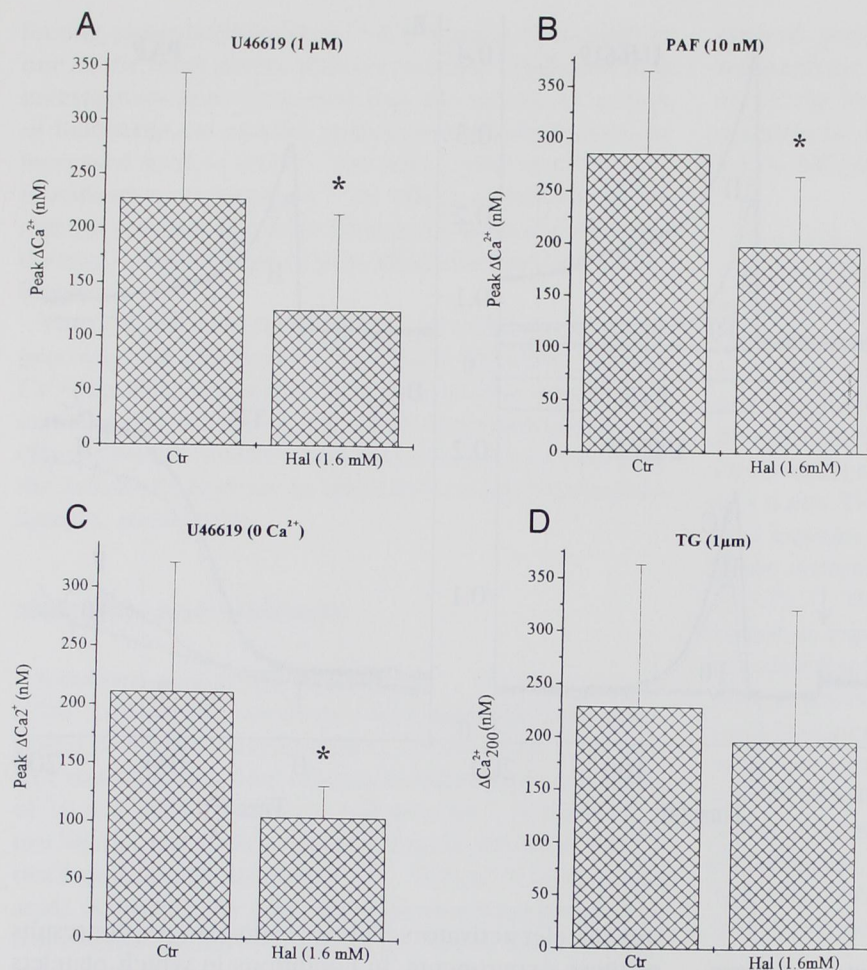 A
U46619 (1 µM)
Peak ΔCa²⁺ (nM)
350
300
250
200
150
100
50
0
*
Ctr
Hal (1.6 mM)
B
PAF (10 nM)
Peak ΔCa²⁺ (nM)
350
300
250
200
150
100
50
0
*
Ctr
Hal (1.6mM)
C
U46619 (0 Ca²⁺)
Peak ΔCa2⁺ (nM)
300
250
200
150
100
50
0
*
Ctr
Hal (1.6 mM)
D
TG (1µm)
ΔCa²⁺₂₀₀(nM)
350
300
250
200
150
100
50
0
Ctr
Hal (1.6mM)